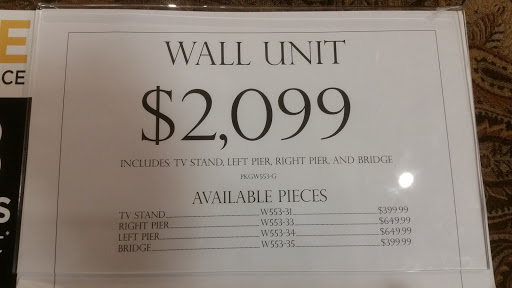 E
CE
S
WALL UNIT
$2,099
INCLUDES TV STAND, LEFT PIER, RIGHT PIER, AND BRIDGE
PKGW553-G
AVAILABLE PIECES
TV STAND W553-31 $399.99
RIGHT PIER W553-33 $649.99
LEFT PIER W553-34 $649.99
BRIDGE W553-35 $399.99